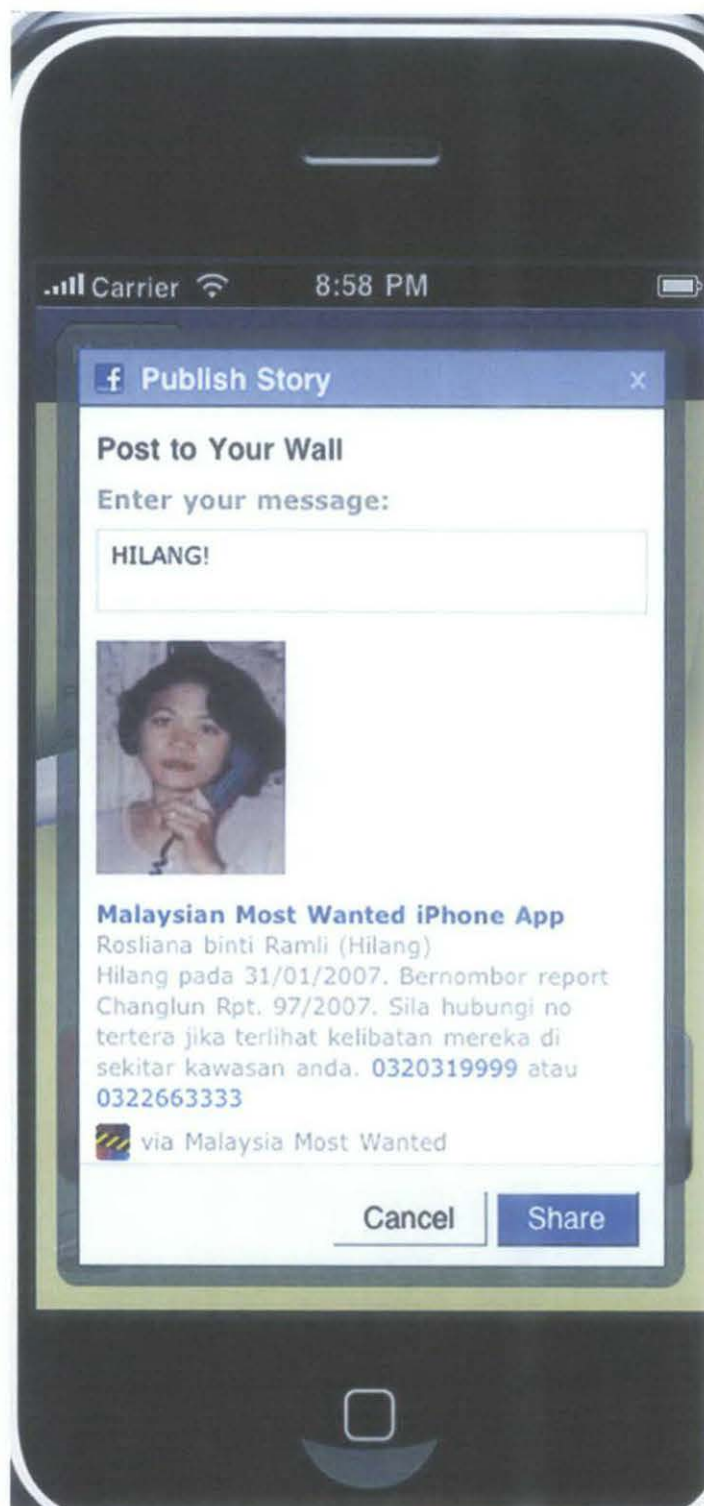 Carrier 8:58 PM
f Publish Story x
Post to Your Wall
Enter your message:
HILANG!
Malaysian Most Wanted iPhone App
Rosliana binti Ramli (Hilang)
Hilang pada 31/01/2007. Bernombor report
Changlun Rpt. 97/2007. Sila hubungi no
tertera jika terlihat kelibatan mereka di
sekitar kawasan anda. 0320319999 atau
0322663333
via Malaysia Most Wanted
Cancel Share